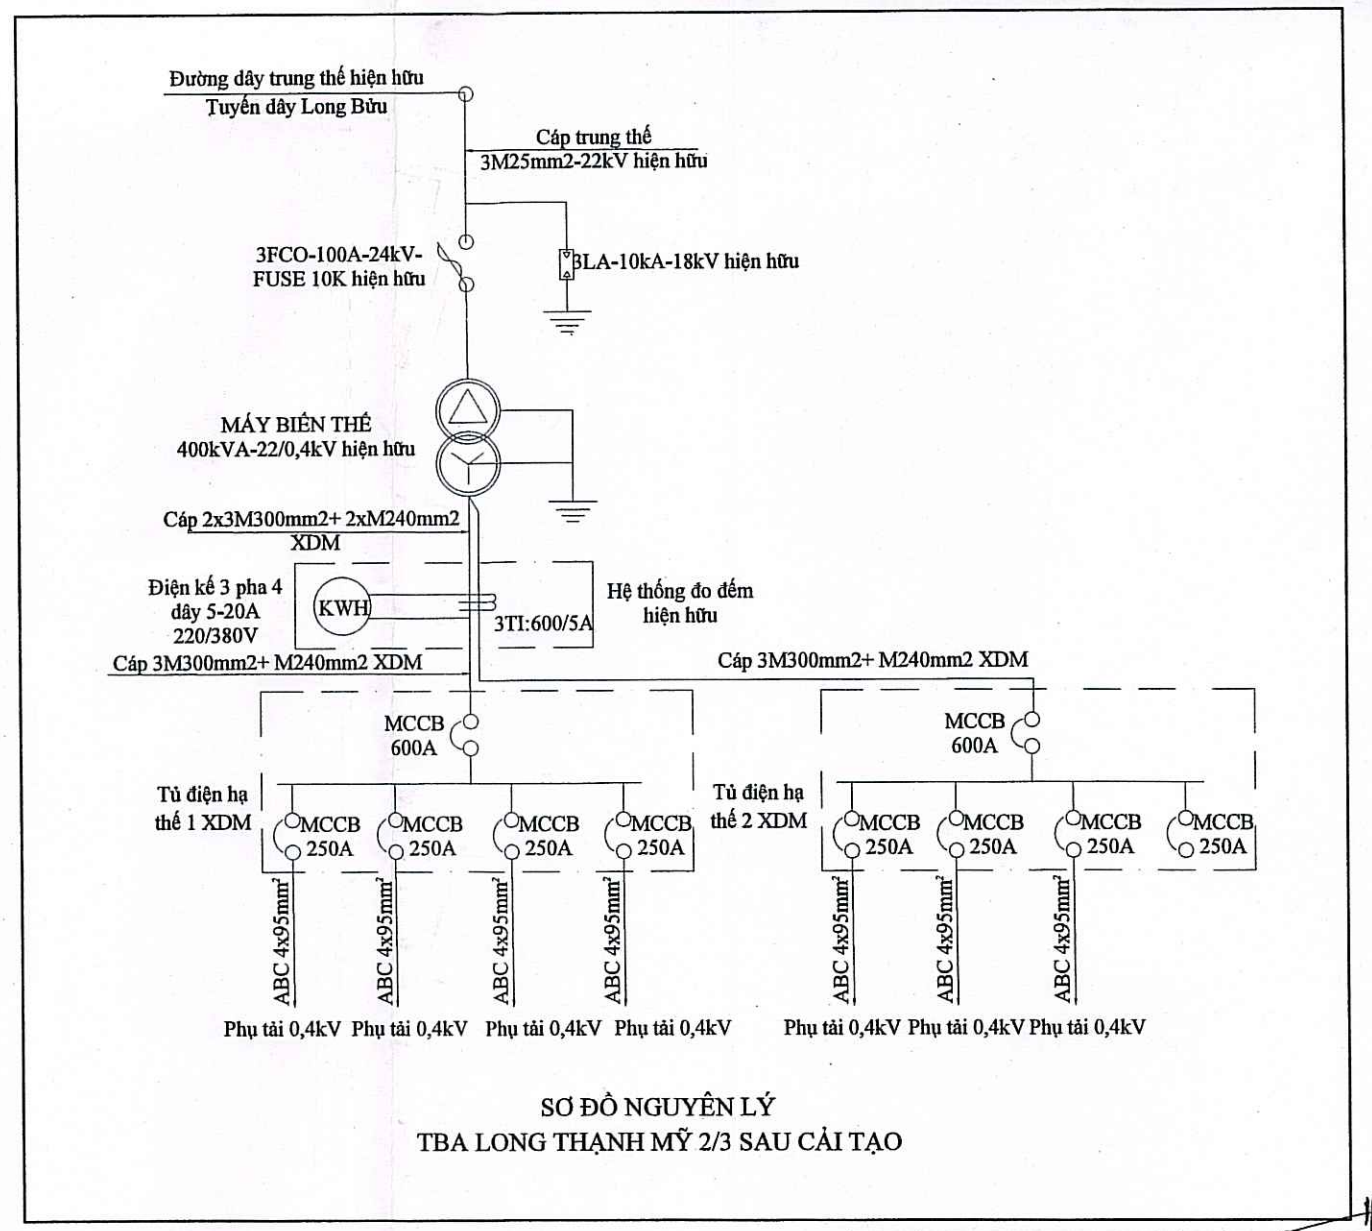 Đường dây trung thế hiện hữu
Tuyến dây Long Bửu
Cáp trung thế
3M25mm2-22kV hiện hữu
3FCO-100A-24kV-
FUSE 10K hiện hữu
3LA-10kA-18kV hiện hữu
MÁY BIẾN THẾ
400kVA-22/0,4kV hiện hữu
Cáp 2x3M300mm2+ 2xM240mm2
XDM
Điện kế 3 pha 4
dây 5-20A
220/380V
KWH
3TI:600/5A
Hệ thống đo đếm
hiện hữu
Cáp 3M300mm2+ M240mm2 XDM
Cáp 3M300mm2+ M240mm2 XDM
MCCB
600A
MCCB
600A
Tủ điện hạ
thế 1 XDM
MCCB
250A
MCCB
250A
MCCB
250A
MCCB
250A
Tủ điện hạ
thế 2 XDM
MCCB
250A
MCCB
250A
MCCB
250A
MCCB
250A
ABC 4x95mm²
ABC 4x95mm²
ABC 4x95mm²
ABC 4x95mm²
ABC 4x95mm²
ABC 4x95mm²
ABC 4x95mm²
Phụ tải 0,4kV
Phụ tải 0,4kV
Phụ tải 0,4kV
Phụ tải 0,4kV
Phụ tải 0,4kV
Phụ tải 0,4kV
Phụ tải 0,4kV
SƠ ĐỒ NGUYÊN LÝ
TBA LONG THẠNH MỸ 2/3 SAU CẢI TẠO